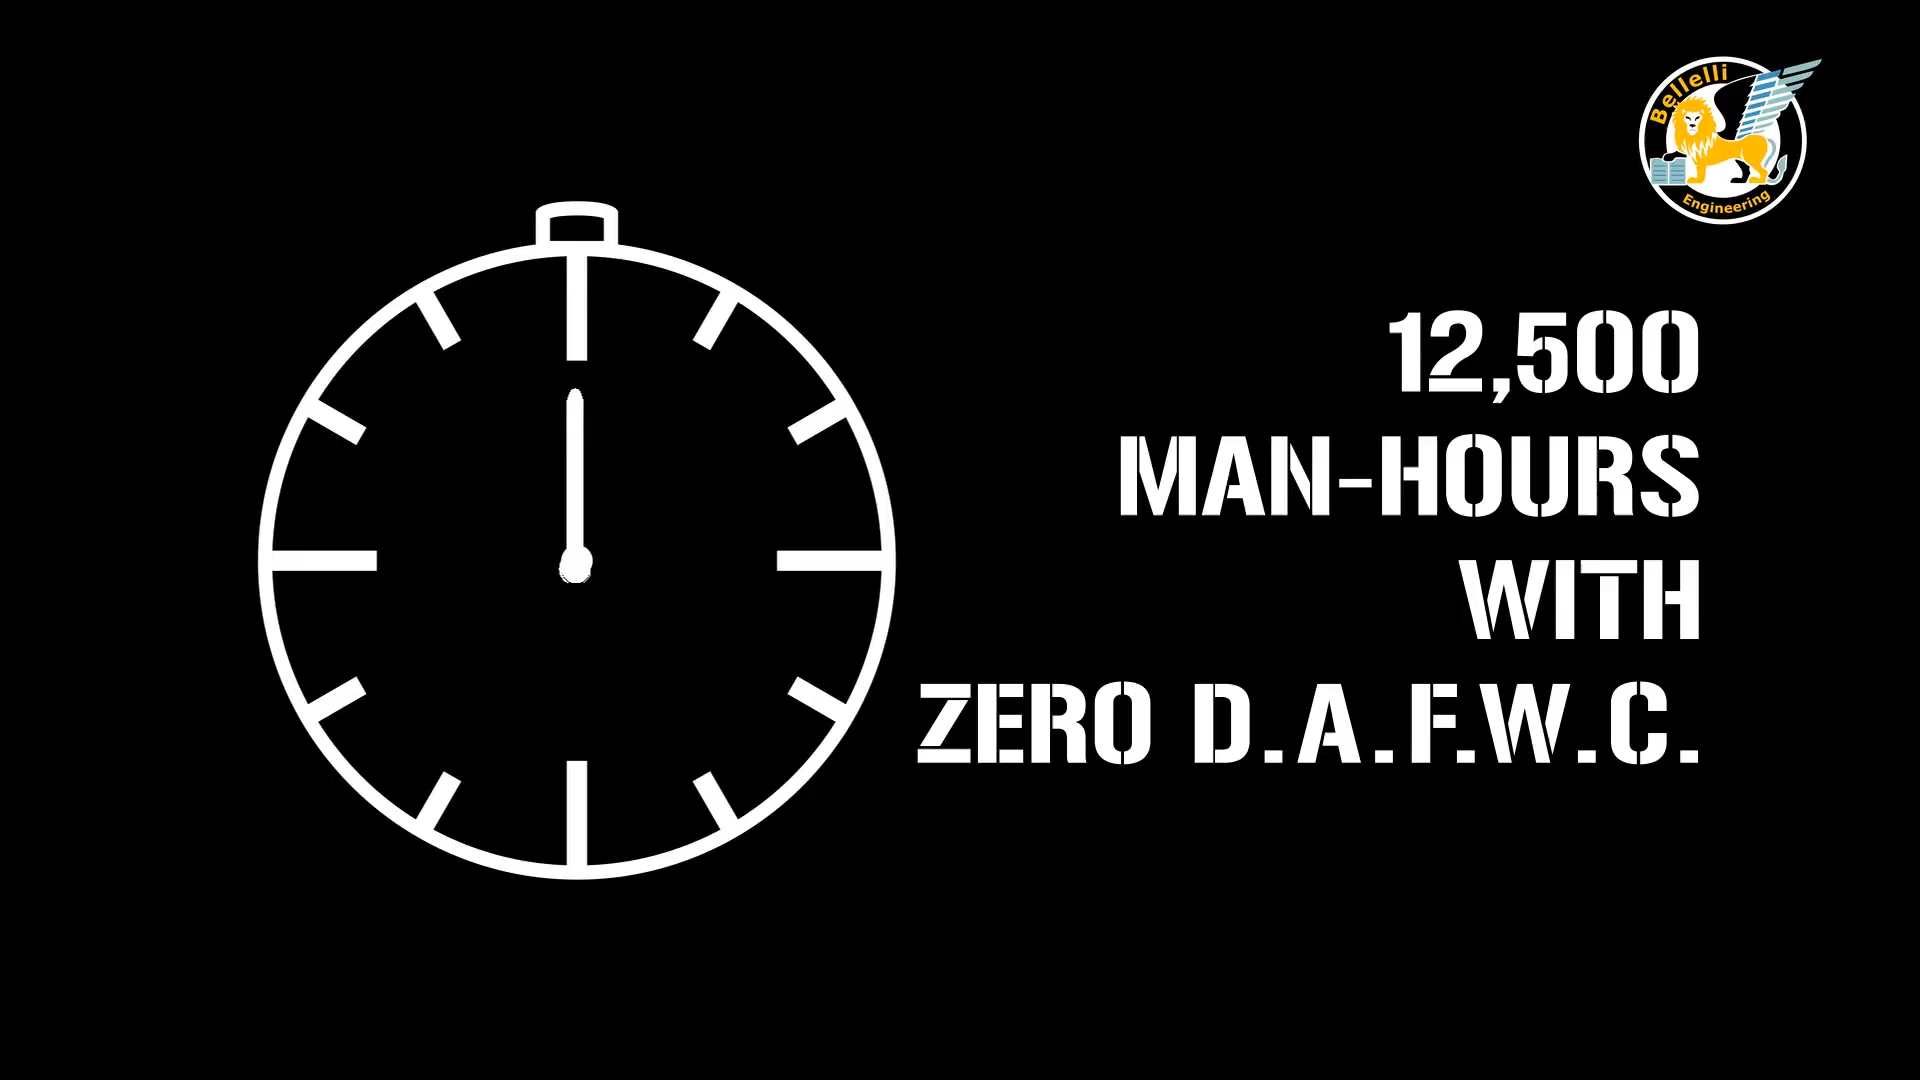 Bellelli
Engineering
12,500
MAN-HOURS
WITH
ZERO D.A.F.W.C.